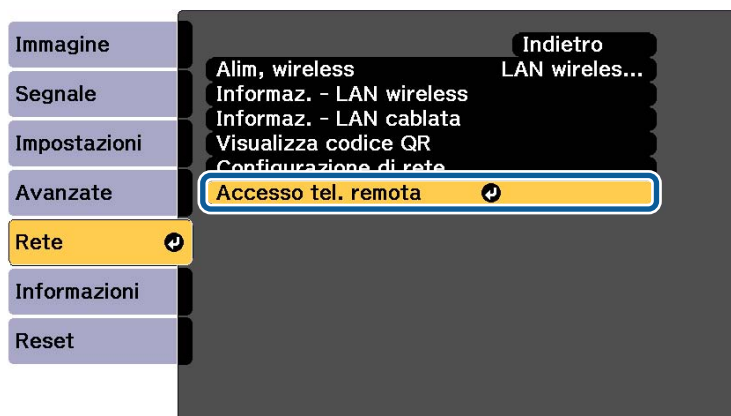 Immagine
Segnale
Impostazioni
Avanzate
Rete
Informazioni
Reset
Indietro
Alim, wireless LAN wireles...
Informaz. - LAN wireless
Informaz. - LAN cablata
Visualizza codice QR
Configurazione di rete
Accesso tel. remota